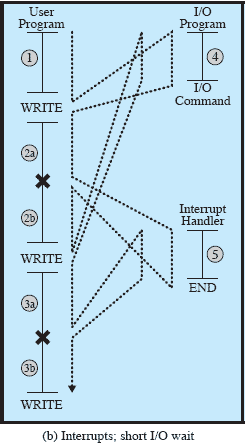 User
Program
I/O
Program
1
4
I/O
Command
WRITE
2a
2b
Interrupt
Handler
WRITE
5
END
3a
3b
WRITE
(b) Interrupts; short I/O wait